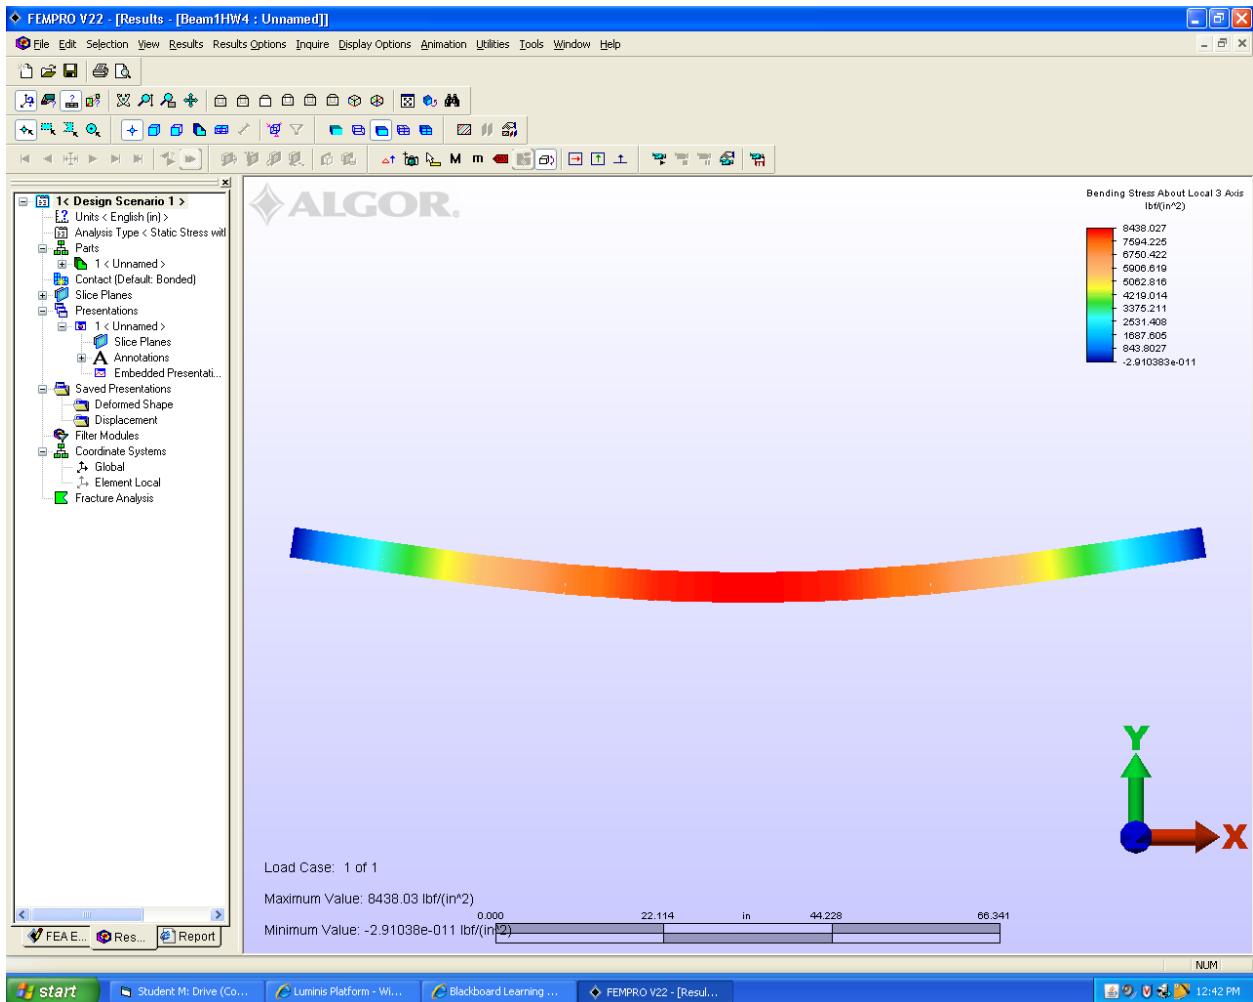 FEMPRO V22 - [Results - [Beam1HW4 : Unnamed]]
File Edit Selection View Results Results Options Inquire Display Options Animation Utilities Tools Window Help
M m
1< Design Scenario 1 >
Units < English (in) >
Analysis Type < Static Stress witl
Parts
1 < Unnamed >
Contact (Default: Bonded)
Slice Planes
Presentations
1 < Unnamed >
Slice Planes
A Annotations
Embedded Presentati...
Saved Presentations
Deformed Shape
Displacement
Filter Modules
Coordinate Systems
Global
Element Local
Fracture Analysis
FEA E... Res... Report
ALGOR.
Bending Stress About Local 3 Axis
lbf/(in^2)
8438.027
7594.225
6750.422
5906.619
5062.816
4219.014
3375.211
2531.408
1687.605
843.8027
-2.910383e-011
Y
X
Load Case: 1 of 1
Maximum Value: 8438.03 lbf/(in^2)
Minimum Value: -2.91038e-011 lbf/(in^2)
0.000 22.114 in 44.228 66.341
NUM
start Student M: Drive (Co... Luminis Platform - Wi... Blackboard Learning ... FEMPRO V22 - [Resul... 12:42 PM